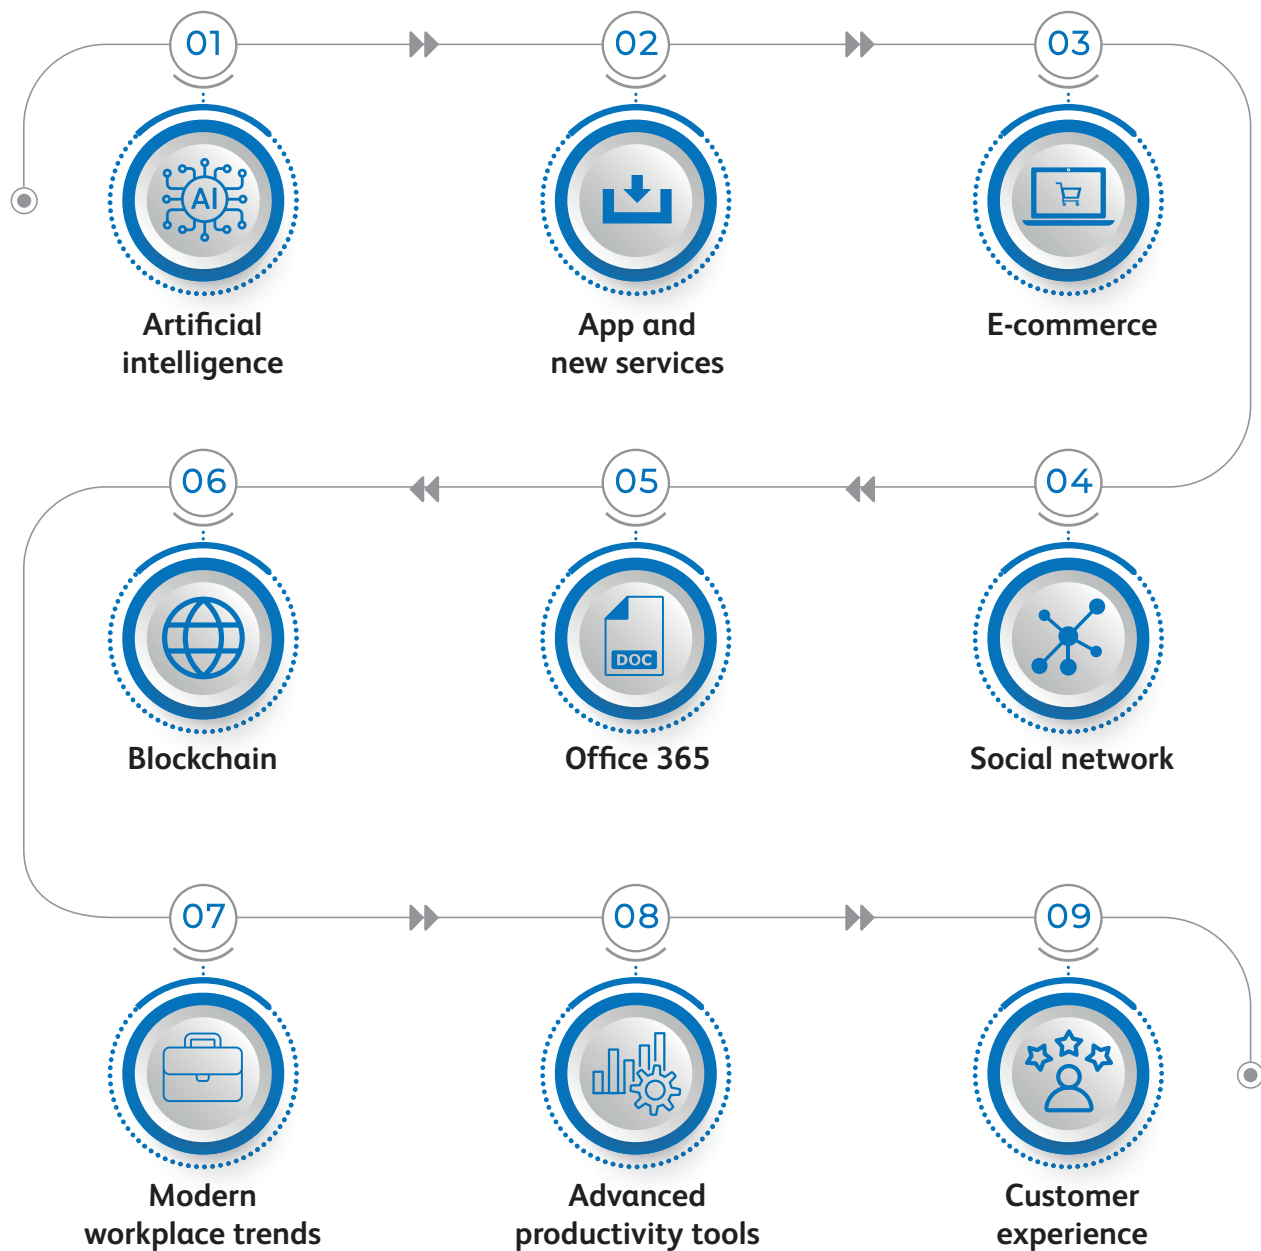 01
AI
Artificial
intelligence
02
App and
new services
03
E-commerce
04
Social network
05
DOC
Office 365
06
Blockchain
07
Modern
workplace trends
08
Advanced
productivity tools
09
Customer
experience